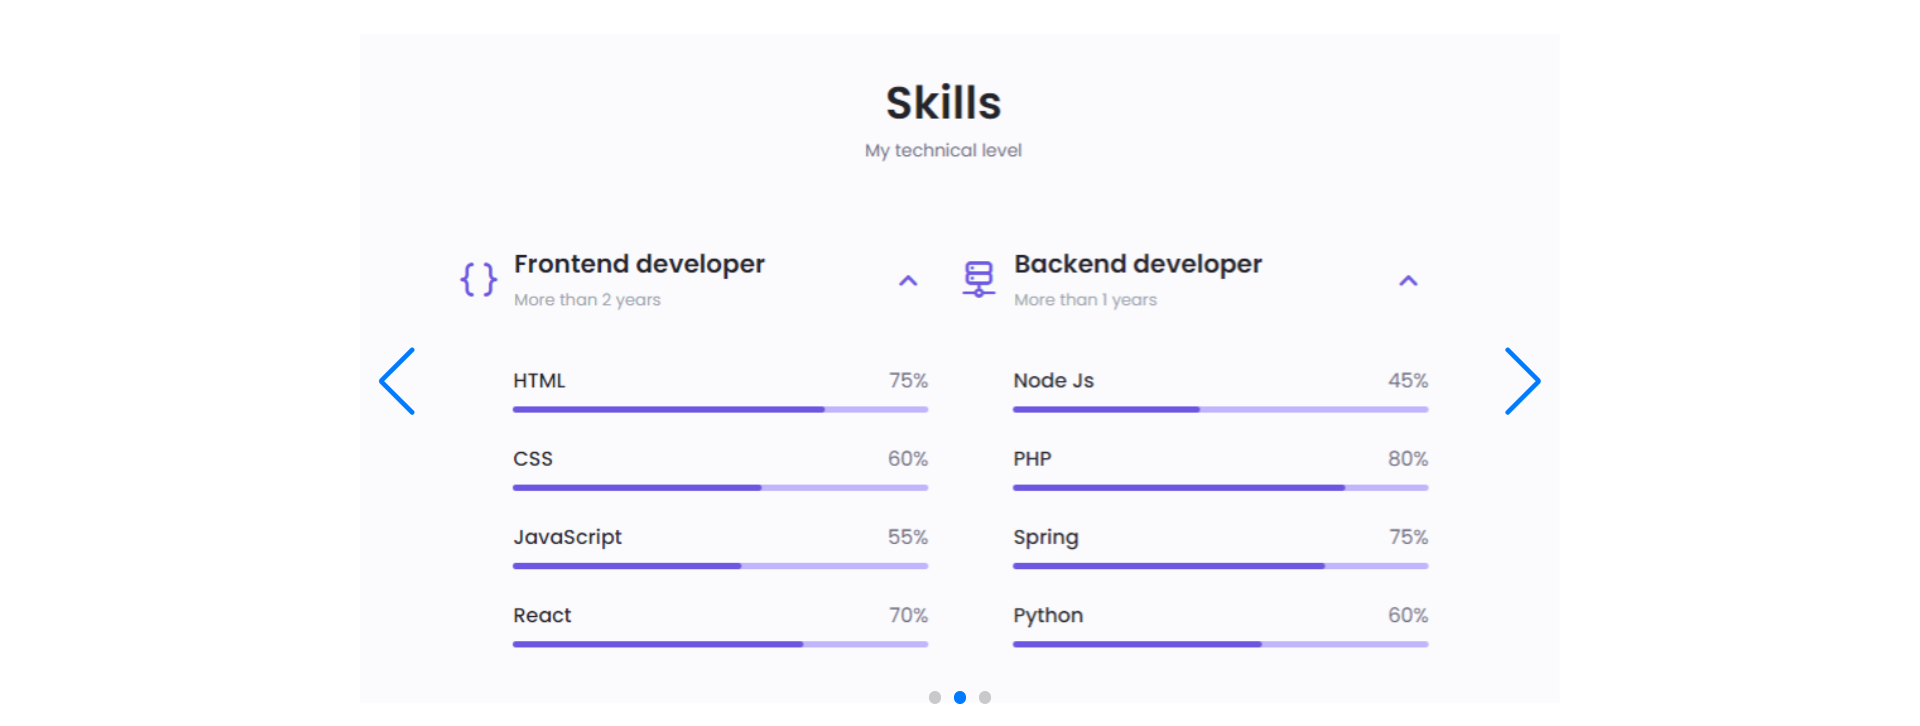 Skills
My technical level
Frontend developer
More than 2 years
HTML 75%
CSS 60%
JavaScript 55%
React 70%
Backend developer
More than 1 years
Node Js 45%
PHP 80%
Spring 75%
Python 60%